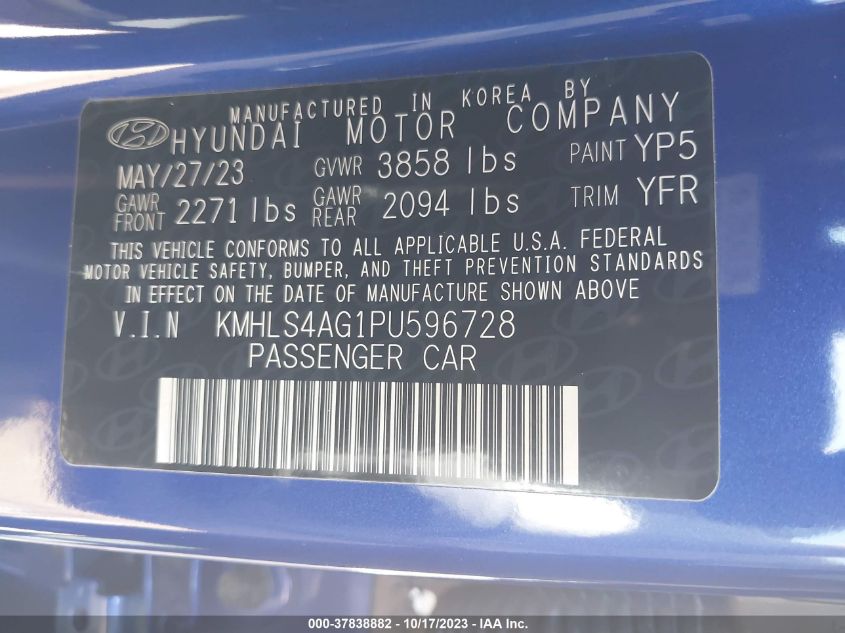 MANUFACTURED IN KOREA BY
HYUNDAI MOTOR COMPANY
MAY/27/23 GVWR 3858 lbs PAINT YP5
GAWR FRONT 2271 lbs GAWR REAR 2094 lbs TRIM YFR
THIS VEHICLE CONFORMS TO ALL APPLICABLE U.S.A. FEDERAL
MOTOR VEHICLE SAFETY, BUMPER, AND THEFT PREVENTION STANDARDS
IN EFFECT ON THE DATE OF MANUFACTURE SHOWN ABOVE
V.I.N KMHLS4AG1PU596728
PASSENGER CAR
000-37838882 - 10/17/2023 - IAA Inc.